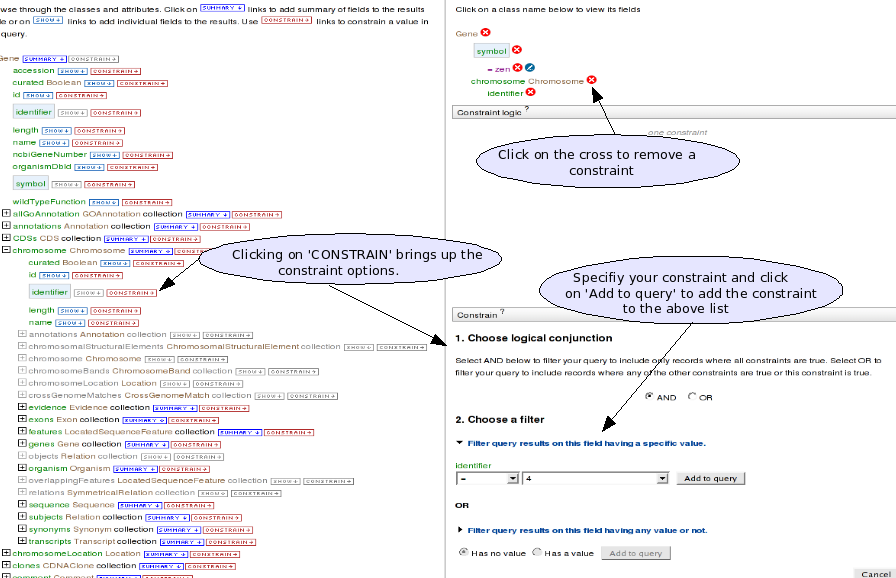 wse through the classes and attributes. Click on SUMMARY links to add summary of fields to the results
le or on SHOW links to add individual fields to the results. Use CONSTRAIN links to constrain a value in
query.
Gene SUMMARY CONSTRAIN
accession SHOW CONSTRAIN
curated Boolean SHOW CONSTRAIN
id SHOW CONSTRAIN
identifier SHOW CONSTRAIN
length SHOW CONSTRAIN
name SHOW CONSTRAIN
ncbiGeneNumber SHOW CONSTRAIN
organismDbId SHOW CONSTRAIN
symbol SHOW CONSTRAIN
wildTypeFunction SHOW CONSTRAIN
allGoAnnotation GOAnnotation collection SUMMARY CONSTRAIN
annotations Annotation collection SUMMARY CONSTRAIN
CDSs CDS collection SUMMARY CONSTRAIN
chromosome Chromosome SUMMARY CONSTR
curated Boolean SHOW CONSTRAIN
id SHOW CONSTRAIN
identifier SHOW CONSTRAIN
length SHOW CONSTRAIN
name SHOW CONSTRAIN
annotations Annotation collection SHOW CONSTRAIN
chromosomalStructuralElements ChromosomalStructuralElement collection SHOW CONSTRAIN
chromosome Chromosome SHOW CONSTRAIN
chromosomeBands ChromosomeBand collection SHOW CONSTRAIN
chromosomeLocation Location SHOW CONSTRAIN
crossGenomeMatchs CrossGenomeMatch collection SHOW CONSTRAIN
evidence Evidence collection SUMMARY CONSTRAIN
exons Exon collection SUMMARY CONSTRAIN
features LocatedSequenceFeature collection SUMMARY CONSTRAIN
genes Gene collection SUMMARY CONSTRAIN
objects Relation collection SHOW CONSTRAIN
organism Organism SUMMARY CONSTRAIN
overlappingFeatures LocatedSequenceFeature collection SHOW CONSTRAIN
relations SymmetricalRelation collection SHOW CONSTRAIN
sequence Sequence SUMMARY CONSTRAIN
subjects Relation collection SUMMARY CONSTRAIN
synonyms Synonym collection SUMMARY CONSTRAIN
transcripts Transcript collection SUMMARY CONSTRAIN
chromosomeLocation Location SUMMARY CONSTRAIN
clones CDNAClone collection SUMMARY CONSTRAIN
comment Comment
Clicking on 'CONSTRAIN' brings up the
constraint options.
Click on a class name below to view its fields
Gene
symbol
= zen
chromosome Chromosome
identifier
Constraint logic ?
one constraint
Click on the cross to remove a
constraint
Specifiy your constraint and click
on 'Add to query' to add the constraint
to the above list
Constrain ?
1. Choose logical conjunction
Select AND below to filter your query to include only records where all constraints are true. Select OR to
filter your query to include records where any of the other constraints are true or this constraint is true.
AND OR
2. Choose a filter
Filter query results on this field having a specific value.
identifier
= 4 Add to query
OR
Filter query results on this field having any value or not.
Has no value Has a value Add to query
Cancel